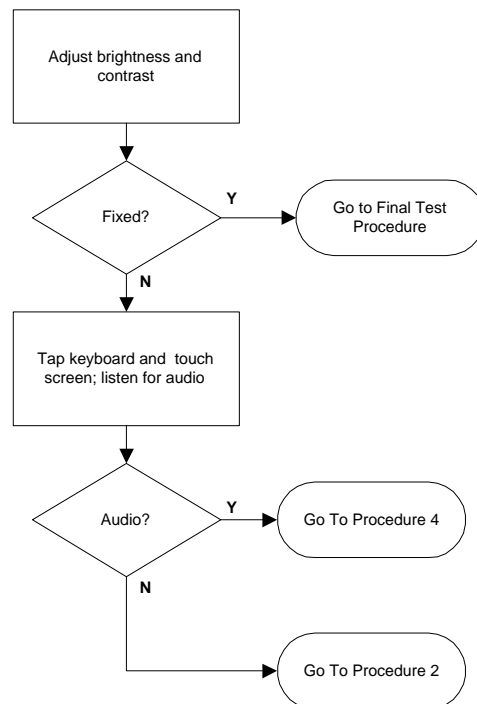 Adjust brightness and
contrast
Fixed?
Y
Go to Final Test
Procedure
N
Tap keyboard and touch
screen; listen for audio
Audio?
Y
Go To Procedure 4
N
Go To Procedure 2